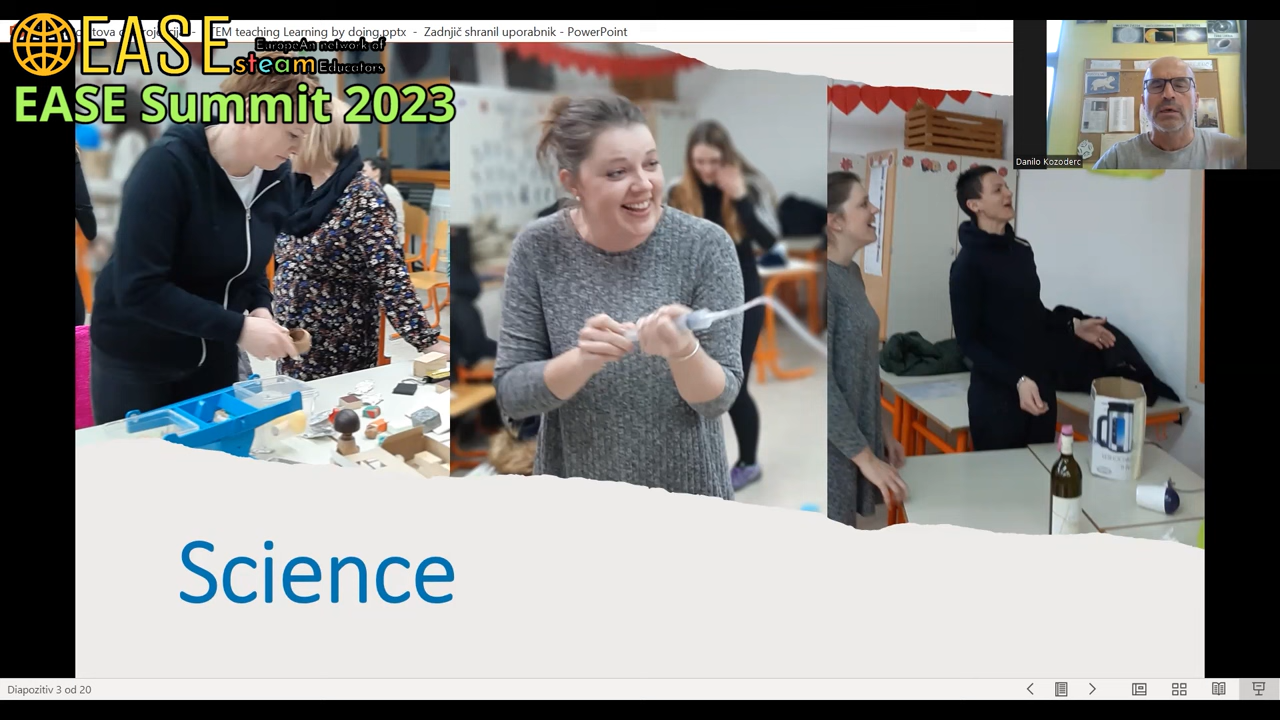 EM teaching Learning by doing.pptx - Zadnjič shranil uporabnik - PowerPoint
EASE
EuropeAn network of
steam Educators
EASE Summit 2023
Danilo Kozoderc
Science
Diapozitiv 3 od 20